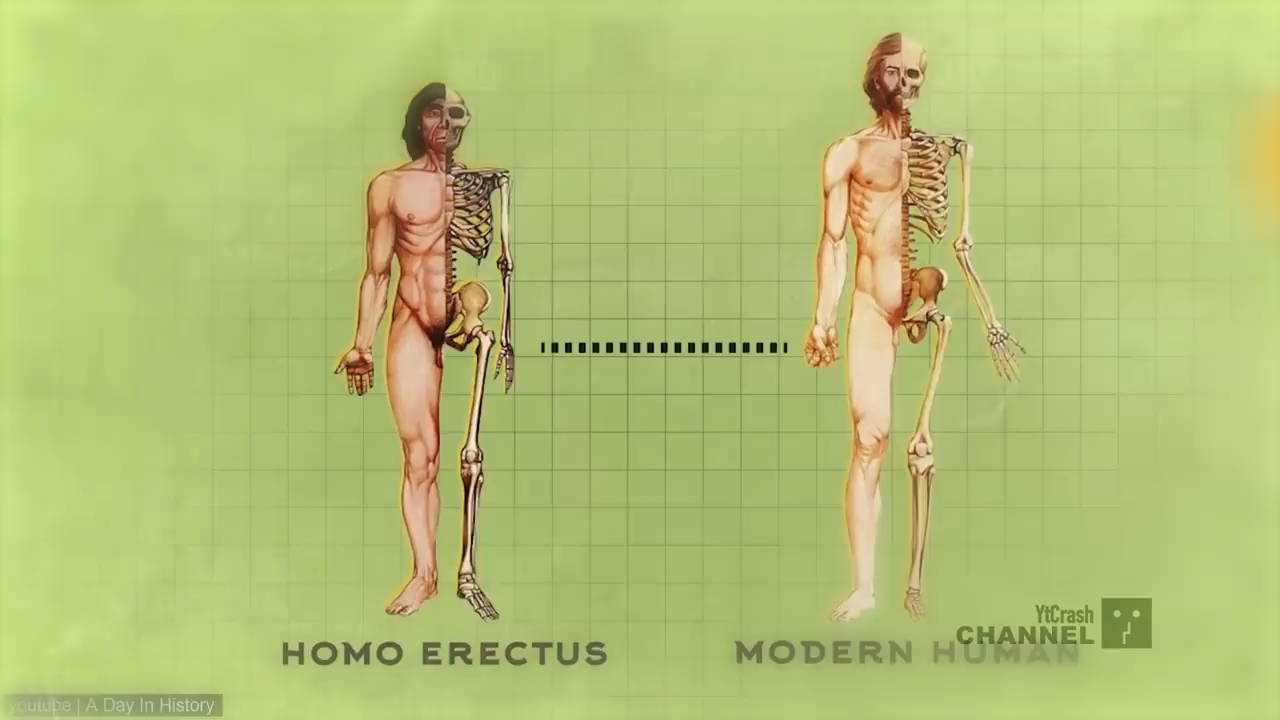 HOMO ERECTUS
MODERN HUMAN
YtCrash
CHANNEL
youtube | A Day In History